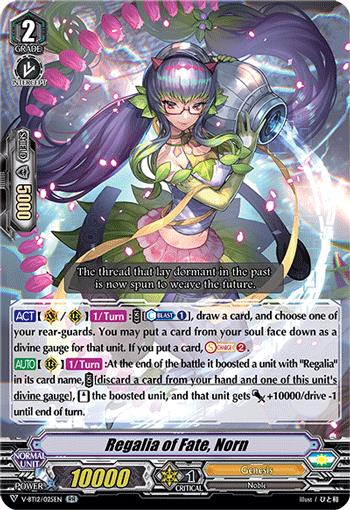 2
GRADE
INTERCEPT
SHIELD
5000
The thread that lay dormant in the past
is now spun to weave the future.
ACT [ / ] 1/Turn :COST [BLAST 1], draw a card, and choose one of
your rear-guards. You may put a card from your soul face down as a
divine gauge for that unit. If you put a card, CHARGE 2.
AUTO [ ] 1/Turn :At the end of the battle it boosted a unit with "Regalia"
in its card name, COST [discard a card from your hand and one of this unit's
divine gauge], [ ] the boosted unit, and that unit gets +10000/drive -1
until end of turn.
Regalia of Fate, Norn
NORMAL
UNIT
POWER
10000
1
CRITICAL
Genesis
Noble
V-BT12/025EN RR
illust / ひと和